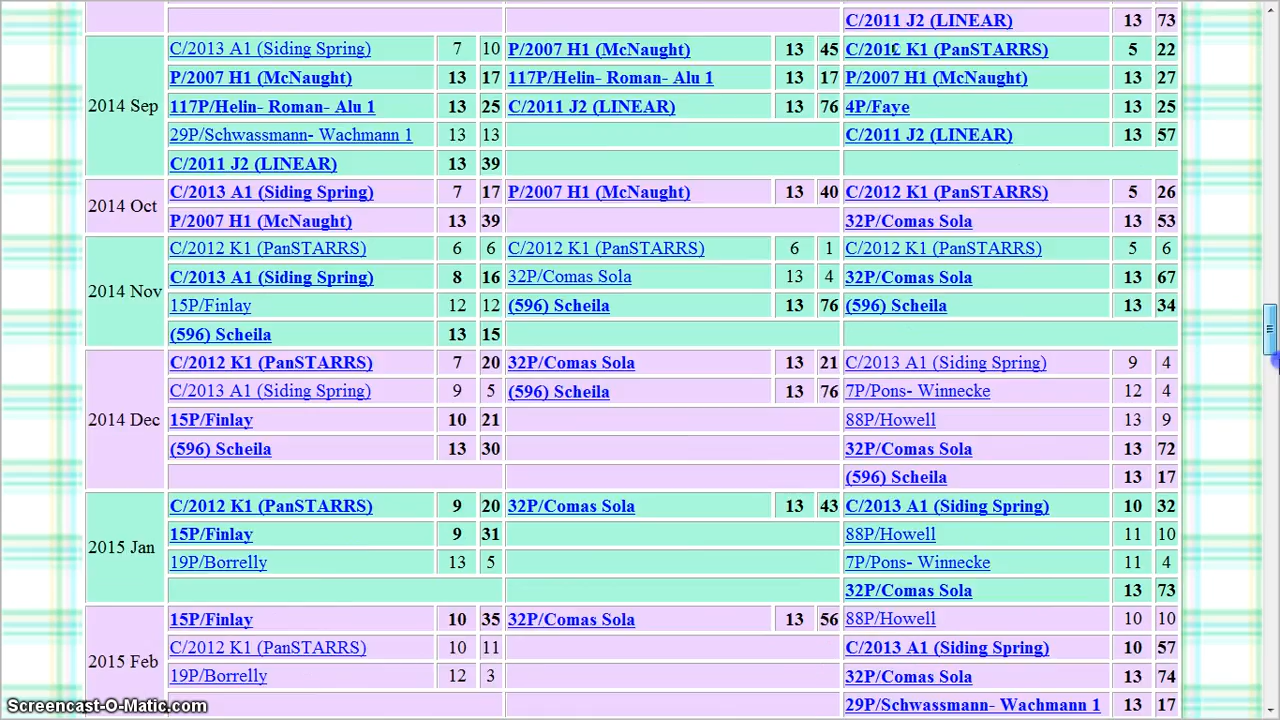 C/2011 J2 (LINEAR) 13 73
2014 Sep
C/2013 A1 (Siding Spring) 7 10 P/2007 H1 (McNaught) 13 45 C/2012 K1 (PanSTARRS) 5 22
P/2007 H1 (McNaught) 13 17 117P/Helin- Roman- Alu 1 13 17 P/2007 H1 (McNaught) 13 27
117P/Helin- Roman- Alu 1 13 25 C/2011 J2 (LINEAR) 13 76 4P/Faye 13 25
29P/Schwassmann- Wachmann 1 13 13 C/2011 J2 (LINEAR) 13 57
C/2011 J2 (LINEAR) 13 39
2014 Oct
C/2013 A1 (Siding Spring) 7 17 P/2007 H1 (McNaught) 13 40 C/2012 K1 (PanSTARRS) 5 26
P/2007 H1 (McNaught) 13 39 32P/Comas Sola 13 53
2014 Nov
C/2012 K1 (PanSTARRS) 6 6 C/2012 K1 (PanSTARRS) 6 1 C/2012 K1 (PanSTARRS) 5 6
C/2013 A1 (Siding Spring) 8 16 32P/Comas Sola 13 4 32P/Comas Sola 13 67
15P/Finlay 12 12 (596) Scheila 13 76 (596) Scheila 13 34
(596) Scheila 13 15
2014 Dec
C/2012 K1 (PanSTARRS) 7 20 32P/Comas Sola 13 21 C/2013 A1 (Siding Spring) 9 4
C/2013 A1 (Siding Spring) 9 5 (596) Scheila 13 76 7P/Pons- Winnecke 12 4
15P/Finlay 10 21 88P/Howell 13 9
(596) Scheila 13 30 32P/Comas Sola 13 72
(596) Scheila 13 17
2015 Jan
C/2012 K1 (PanSTARRS) 9 20 32P/Comas Sola 13 43 C/2013 A1 (Siding Spring) 10 32
15P/Finlay 9 31 88P/Howell 11 10
19P/Borrelly 13 5 7P/Pons- Winnecke 11 4
32P/Comas Sola 13 73
2015 Feb
15P/Finlay 10 35 32P/Comas Sola 13 56 88P/Howell 10 10
C/2012 K1 (PanSTARRS) 10 11 C/2013 A1 (Siding Spring) 10 57
19P/Borrelly 12 3 32P/Comas Sola 13 74
29P/Schwassmann- Wachmann 1 13 17
Screencast-O-Matic.com